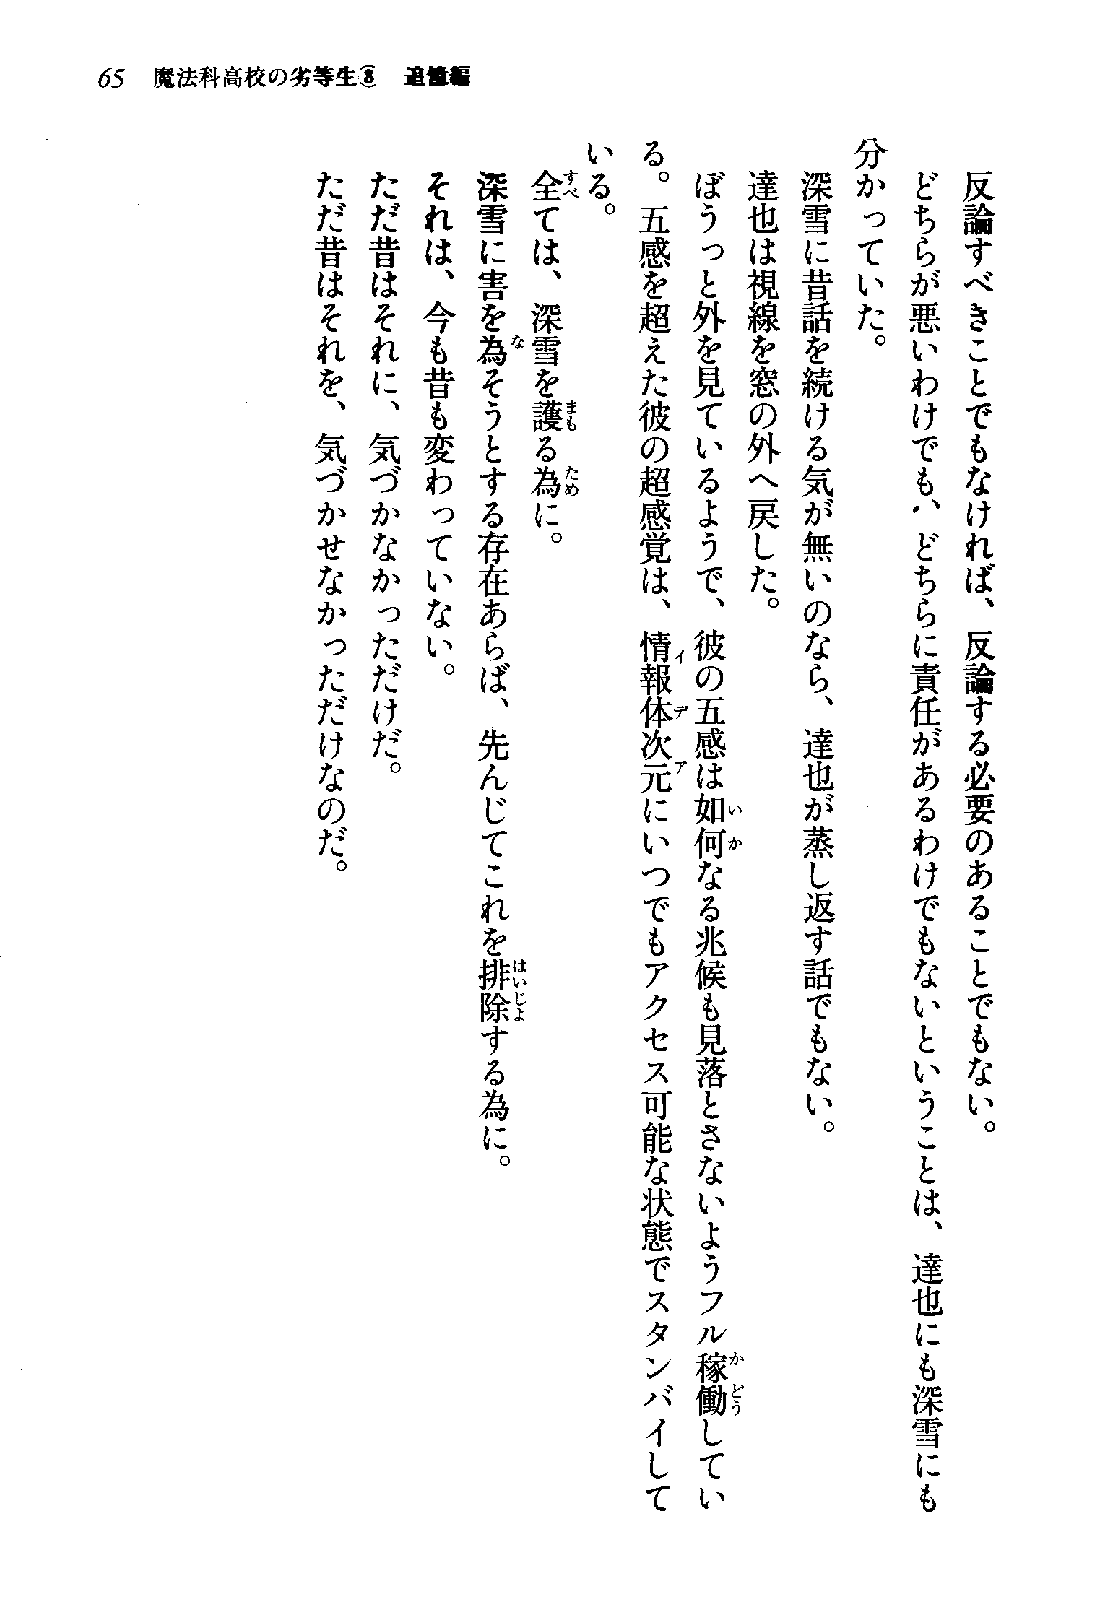 65 魔法科高校の劣等生⑧ 追憶編
反論すべきことでもなければ、反論する必要のあることでもない。
どちらが悪いわけでも、どちらに責任があるわけでもないということは、達也にも深雪にも
分かっていた。
深雪に昔話を続ける気が無いのなら、達也が蒸し返す話でもない。
達也は視線を窓の外へ戻した。
ぼうっと外を見ているようで、彼の五感は如何なる兆候も見落とさないようフル稼働してい
る。五感を超えた彼の超感覚は、情報体次元にいつでもアクセス可能な状態でスタンバイして
いる。
全ては、深雪を護る為に。
深雪に害を為そうとする存在あらば、先んじてこれを排除する為に。
それは、今も昔も変わっていない。
ただ昔はそれに、気づかなかっただけだ。
ただ昔はそれを、気づかせなかっただけなのだ。